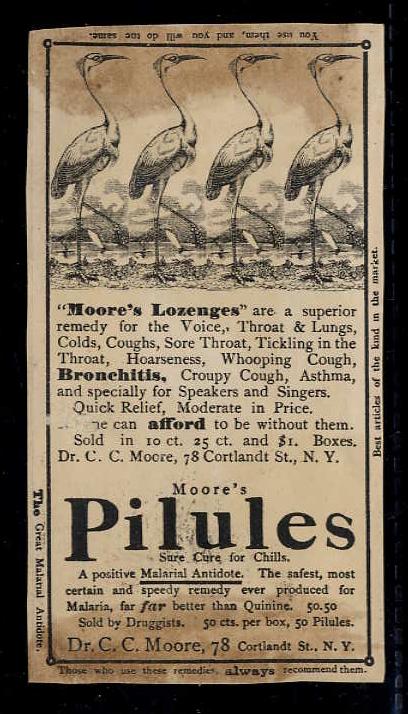 You use them, and you will do the same.
"Moore's Lozenges" are a superior
remedy for the Voice,, Throat & Lungs,
Colds, Coughs, Sore Throat, Tickling in the
Throat, Hoarseness, Whooping Cough,
Bronchitis, Croupy Cough, Asthma,
and specially for Speakers and Singers.
Quick Relief, Moderate in Price.
ne can afford to be without them.
Sold in 10 ct. 25 ct. and $1. Boxes.
Dr. C. C. Moore, 78 Cortlandt St., N. Y.
Moore's
Pilules
Sure Cure for Chills.
A positive Malarial Antidote. The safest, most
certain and speedy remedy ever produced for
Malaria, far far better than Quinine. 50.50
Sold by Druggists. 50 cts. per box, 50 Pilules.
Dr. C. C. Moore, 78 Cortlandt St., N. Y.
Those who use these remedies, always recommend them.
The Great Malarial Antidote.
Best articles of the kind in the market.